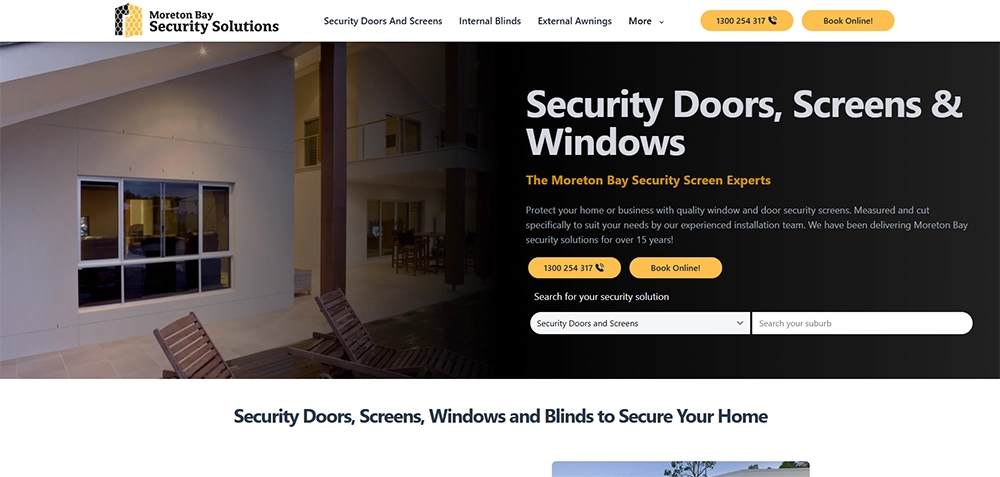 Moreton Bay
Security Solutions
Security Doors And Screens
Internal Blinds
External Awnings
More
1300 254 317
Book Online!
Security Doors, Screens &
Windows
The Moreton Bay Security Screen Experts
Protect your home or business with quality window and door security screens. Measured and cut
specifically to suit your needs by our experienced installation team. We have been delivering Moreton Bay
security solutions for over 15 years!
1300 254 317
Book Online!
Search for your security solution
Security Doors and Screens
Search your suburb
Security Doors, Screens, Windows and Blinds to Secure Your Home